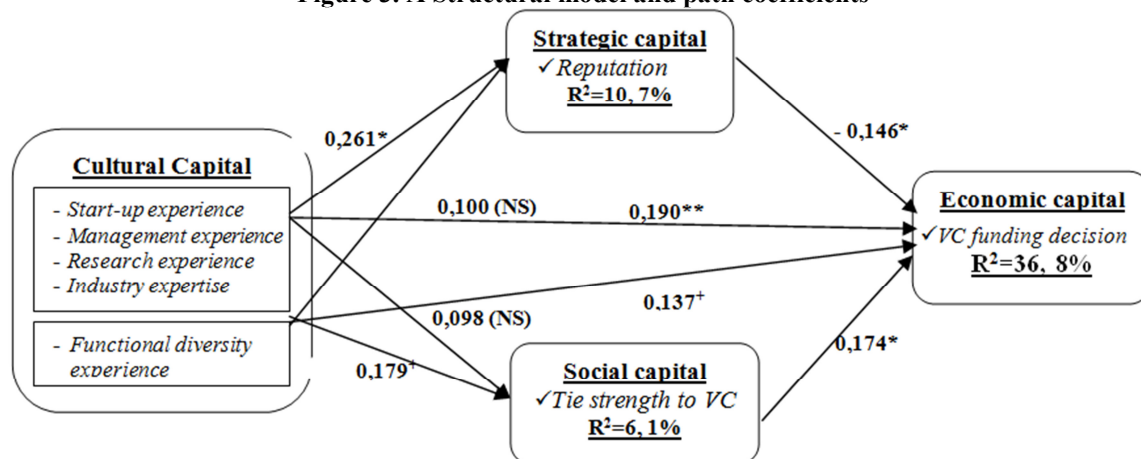 Figure 3: A Structural model and path coefficients
Strategic capital
✓ Reputation
R²=10, 7%
0,261*
- 0,146*
Cultural Capital
- Start-up experience
- Management experience
- Research experience
- Industry expertise
- Functional diversity
experience
0,100 (NS)
0,190**
Economic capital
✓ VC funding decision
R²=36, 8%
0,137⁺
0,098 (NS)
0,179⁺
0,174*
Social capital
✓ Tie strength to VC
R²=6, 1%